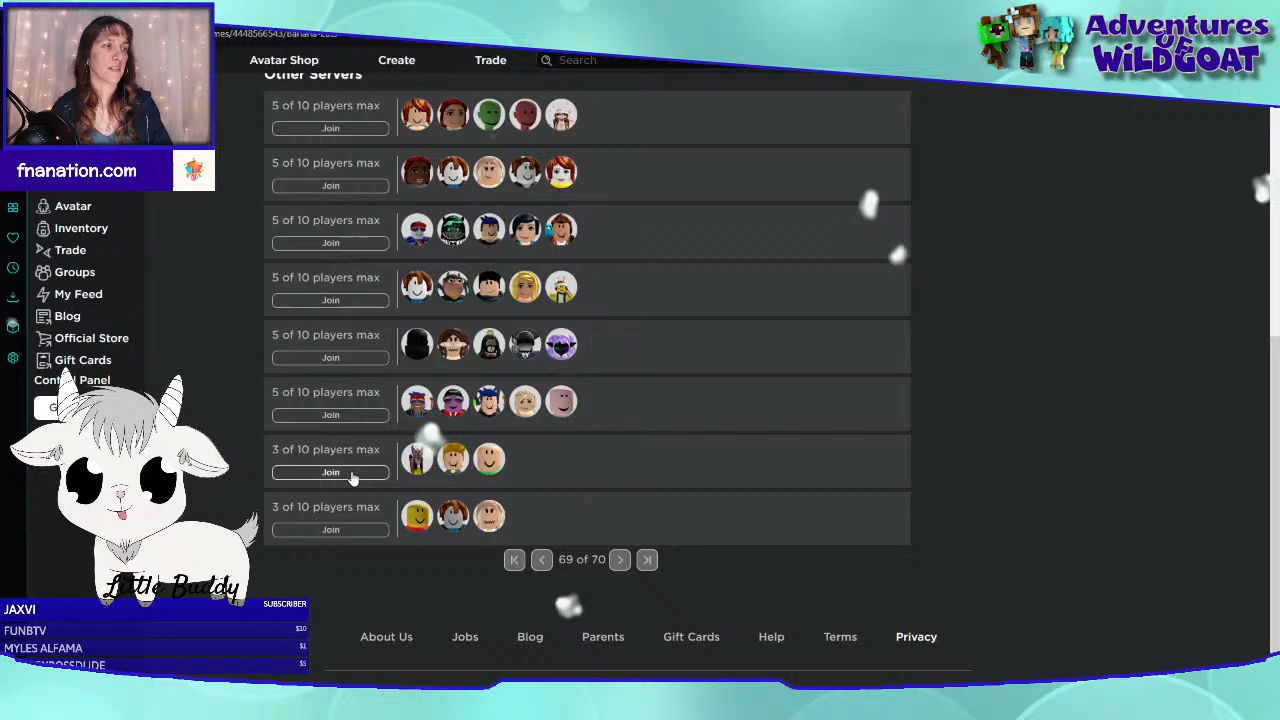 Adventures
OF
WiLDGOAT
Avatar Shop
Create
Trade
Search
Other Servers
5 of 10 players max
Join
5 of 10 players max
Join
5 of 10 players max
Join
5 of 10 players max
Join
5 of 10 players max
Join
5 of 10 players max
Join
3 of 10 players max
Join
3 of 10 players max
Join
69 of 70
fnanation.com
Avatar
Inventory
Trade
Groups
My Feed
Blog
Official Store
Gift Cards
Little Buddy
JAXVI
SUBSCRIBER
FUNBTV
$10
MYLES ALFAMA
$1
$5
About Us
Jobs
Blog
Parents
Gift Cards
Help
Terms
Privacy